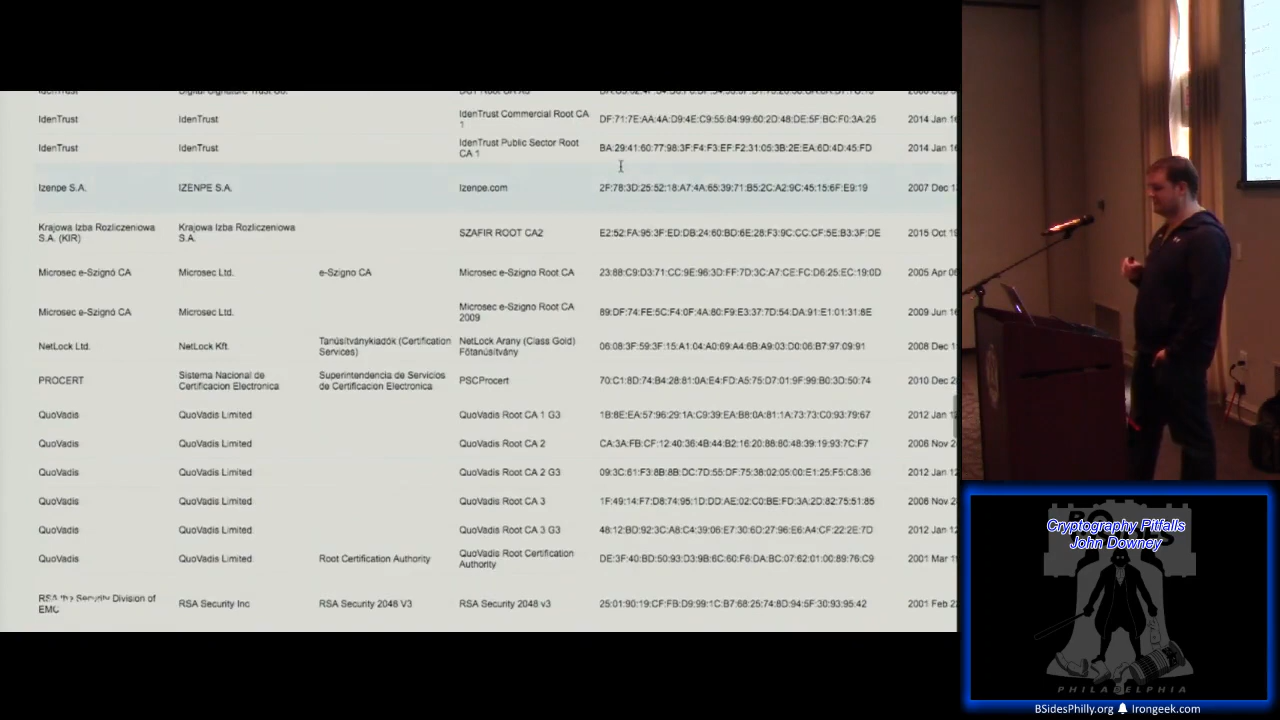 IdenTrust IdenTrust IdenTrust Commercial Root CA 1 DF:71:7E:AA:4A:D9:4E:C9:55:84:99:60:2D:48:DE:5F:BC:F0:3A:25 2014 Jan 16
IdenTrust IdenTrust IdenTrust Public Sector Root CA 1 BA:29:41:60:77:98:3F:F4:F3:EF:F2:31:05:3B:2E:EA:6D:4D:45:FD 2014 Jan 16
Izenpe S.A. IZENPE S.A. Izenpe.com 2F:78:3D:25:52:18:A7:4A:65:39:71:B5:2C:A2:9C:45:15:6F:E9:19 2007 Dec 1
Krajowa Izba Rozliczeniowa S.A. (KIR) Krajowa Izba Rozliczeniowa S.A. SZAFIR ROOT CA2 E2:52:FA:95:3F:ED:DB:24:60:BD:6E:28:F3:9C:CC:CF:5E:B3:3F:DE 2015 Oct 19
Microsec e-Szignó CA Microsec Ltd. e-Szigno CA Microsec e-Szigno Root CA 23:88:C9:D3:71:CC:9E:96:3D:FF:7D:3C:A7:CE:FC:D6:25:EC:19:0D 2005 Apr 06
Microsec e-Szignó CA Microsec Ltd. Microsec e-Szigno Root CA 2009 89:DF:74:FE:5C:F4:0F:4A:80:F9:E3:37:7D:54:DA:91:E1:01:31:8E 2009 Jun 16
NetLock Ltd. NetLock Kft. Tanúsítványkiadók (Certification Services) NetLock Arany (Class Gold) Főtanúsítvány 06:08:3F:59:3F:15:A1:04:A0:69:A4:6B:A9:03:D0:06:B7:97:09:91 2008 Dec 1
PROCERT Sistema Nacional de Certificacion Electronica Superintendencia de Servicios de Certificacion Electronica PSCProcert 70:C1:8D:74:B4:28:81:0A:E4:FD:A5:75:D7:01:9F:99:B0:3D:50:74 2010 Dec 2
QuoVadis QuoVadis Limited QuoVadis Root CA 1 G3 1B:8E:EA:57:96:29:1A:C9:39:EA:B8:0A:81:1A:73:73:C0:93:79:67 2012 Jan 12
QuoVadis QuoVadis Limited QuoVadis Root CA 2 CA:3A:FB:CF:12:40:36:4B:44:B2:16:20:88:80:48:39:19:93:7C:F7 2006 Nov 2
QuoVadis QuoVadis Limited QuoVadis Root CA 2 G3 09:3C:61:F3:8B:8B:DC:7D:55:DF:75:38:02:05:00:E1:25:F5:C8:36 2012 Jan 12
QuoVadis QuoVadis Limited QuoVadis Root CA 3 1F:49:14:F7:D8:74:95:1D:DD:AE:02:C0:BE:FD:3A:2D:82:75:51:85 2006 Nov 2
QuoVadis QuoVadis Limited QuoVadis Root CA 3 G3 48:12:BD:92:3C:A8:C4:39:06:E7:30:6D:27:96:E6:A4:CF:22:2E:7D 2012 Jan 12
QuoVadis QuoVadis Limited Root Certification Authority QuoVadis Root Certification Authority DE:3F:40:BD:50:93:D3:9B:6C:60:F6:DA:BC:07:62:01:00:89:76:C9 2001 Mar 1
RSA the Security Division of EMC RSA Security Inc RSA Security 2048 V3 RSA Security 2048 v3 25:01:90:19:CF:FB:D9:99:1C:B7:68:25:74:8D:94:5F:30:93:95:42 2001 Feb 2
Cryptography Pitfalls
John Downey
PHILADELPHIA
BSidesPhilly.org Irongeek.com